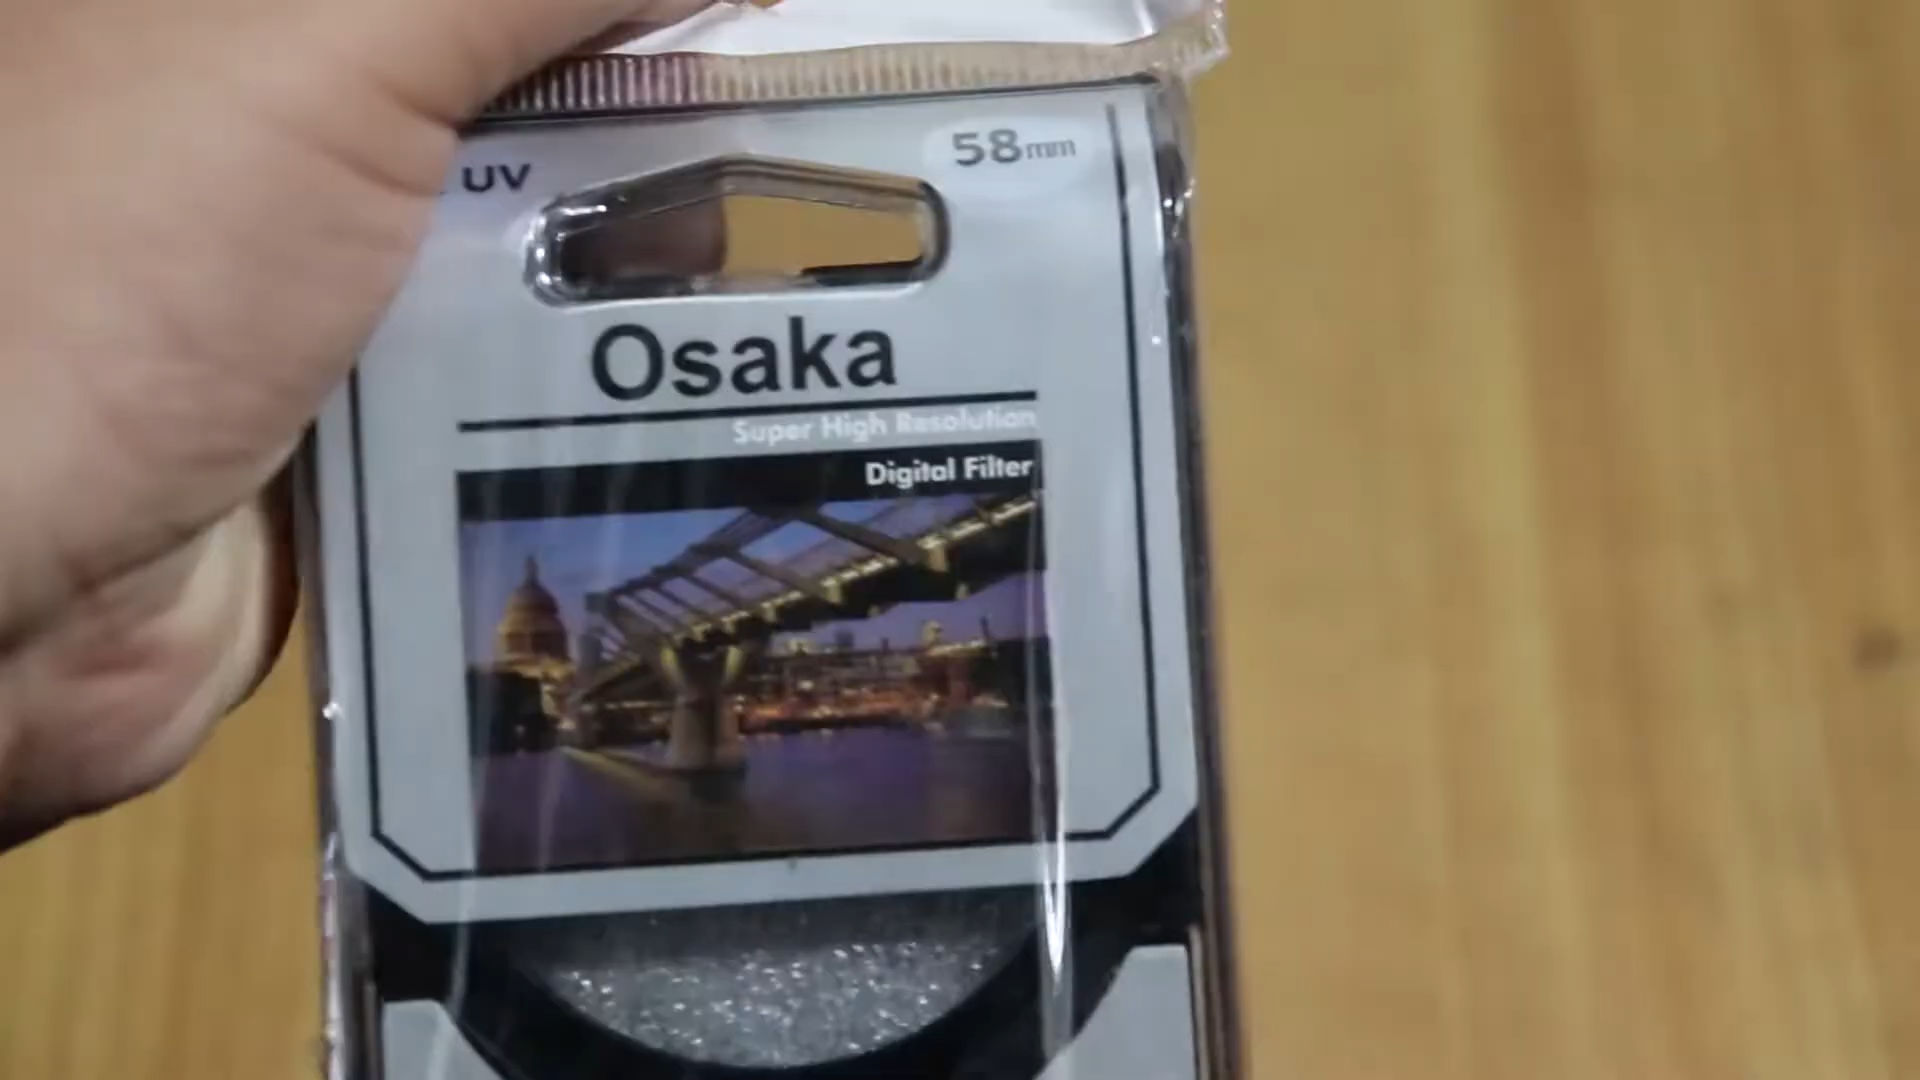 UV
58mm
Osaka
Super High Resolution
Digital Filter